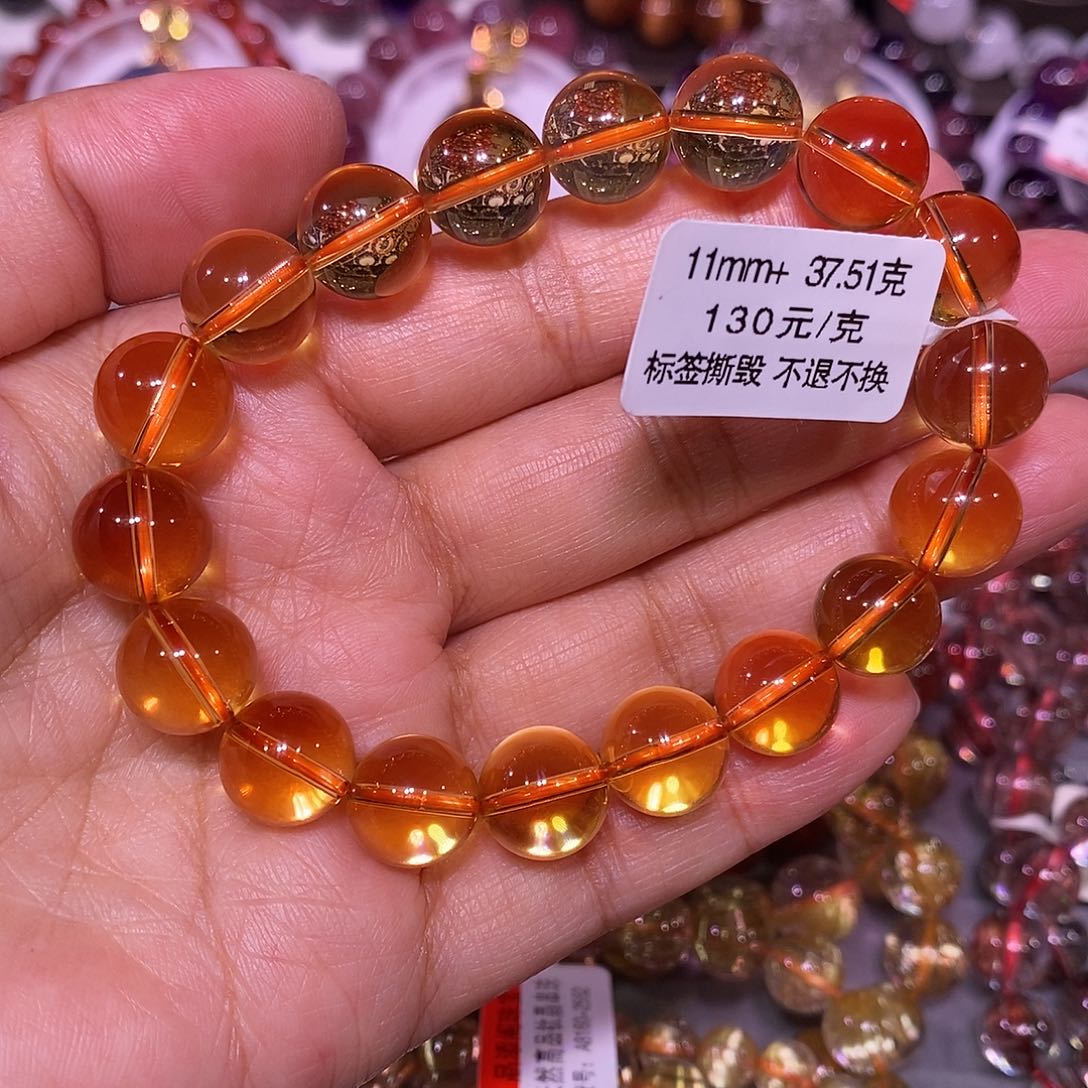 11mm+ 37.51克
130元/克
标签撕毁 不退不换